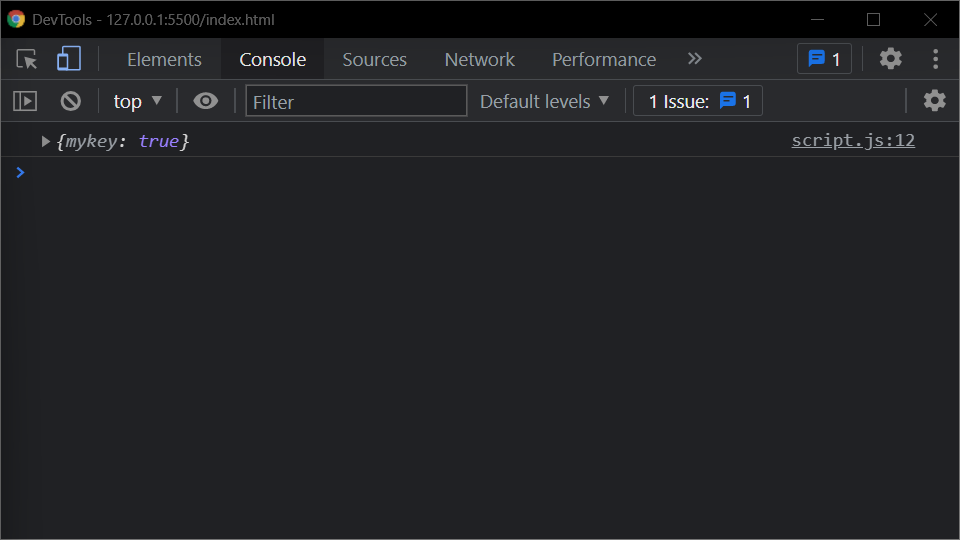 DevTools - 127.0.0.1:5500/index.html
Elements Console Sources Network Performance 1
top Filter Default levels 1 Issue: 1
{mykey: true} script.js:12